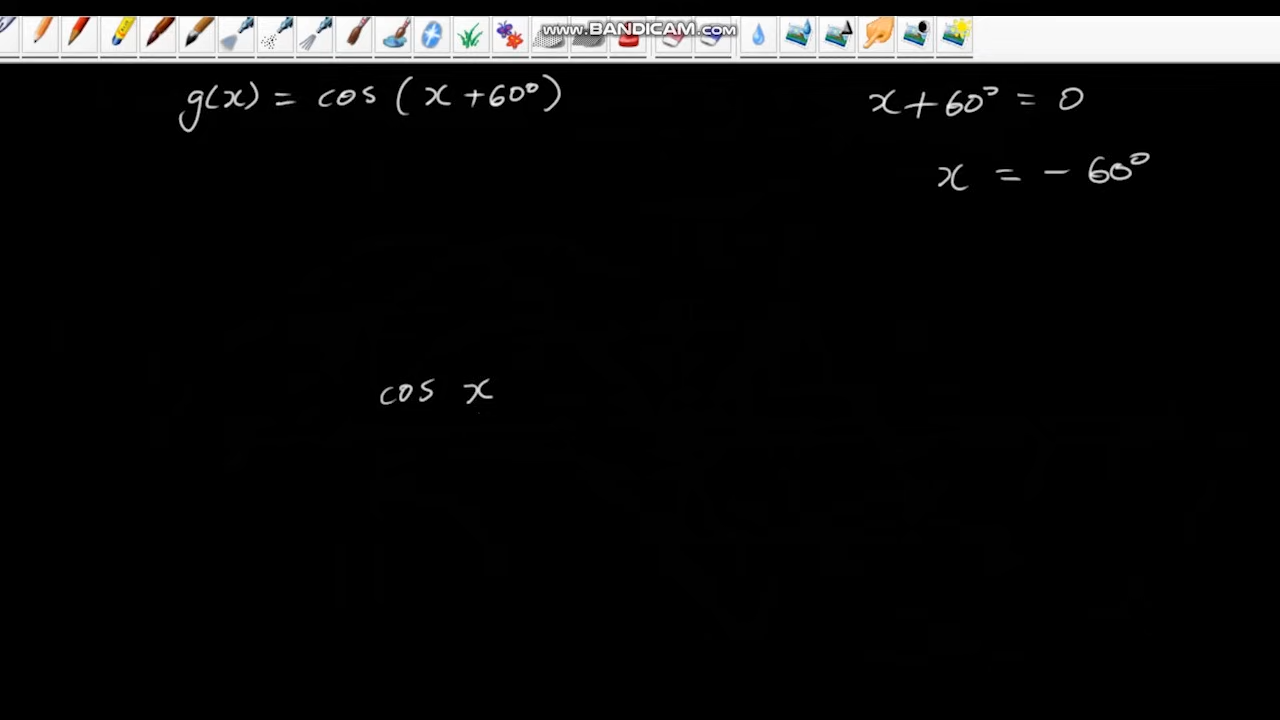 www.BANDICAM.com
g(x) = cos (x + 60°)
x + 60° = 0
x = - 60°
cos x